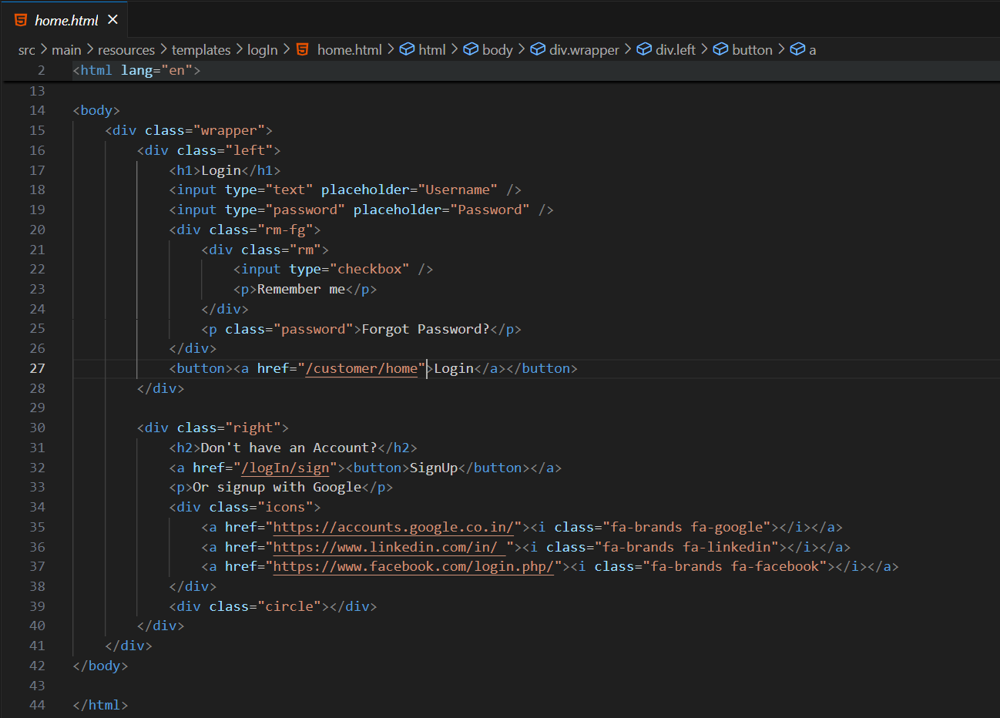 home.html
src > main > resources > templates > logIn > home.html > html > body > div.wrapper > div.left > button > a
2 <html lang="en">
13
14 <body>
15     <div class="wrapper">
16         <div class="left">
17             <h1>Login</h1>
18             <input type="text" placeholder="Username" />
19             <input type="password" placeholder="Password" />
20             <div class="rm-fg">
21                 <div class="rm">
22                     <input type="checkbox" />
23                     <p>Remember me</p>
24                 </div>
25                 <p class="password">Forgot Password?</p>
26             </div>
27             <button><a href="/customer/home">Login</a></button>
28         </div>
29
30         <div class="right">
31             <h2>Don't have an Account?</h2>
32             <a href="/logIn/sign"><button>SignUp</button></a>
33             <p>Or signup with Google</p>
34             <div class="icons">
35                 <a href="https://accounts.google.co.in/"><i class="fa-brands fa-google"></i></a>
36                 <a href="https://www.linkedin.com/in/ "><i class="fa-brands fa-linkedin"></i></a>
37                 <a href="https://www.facebook.com/login.php/"><i class="fa-brands fa-facebook"></i></a>
38             </div>
39             <div class="circle"></div>
40         </div>
41     </div>
42 </body>
43
44 </html>